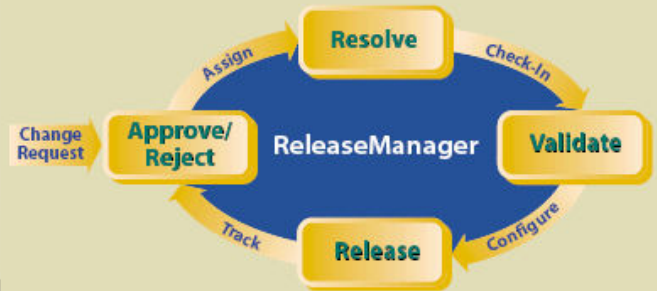 Resolve
Assign
Check-In
Change
Request
Approve/
Reject
ReleaseManager
Validate
Track
Configure
Release